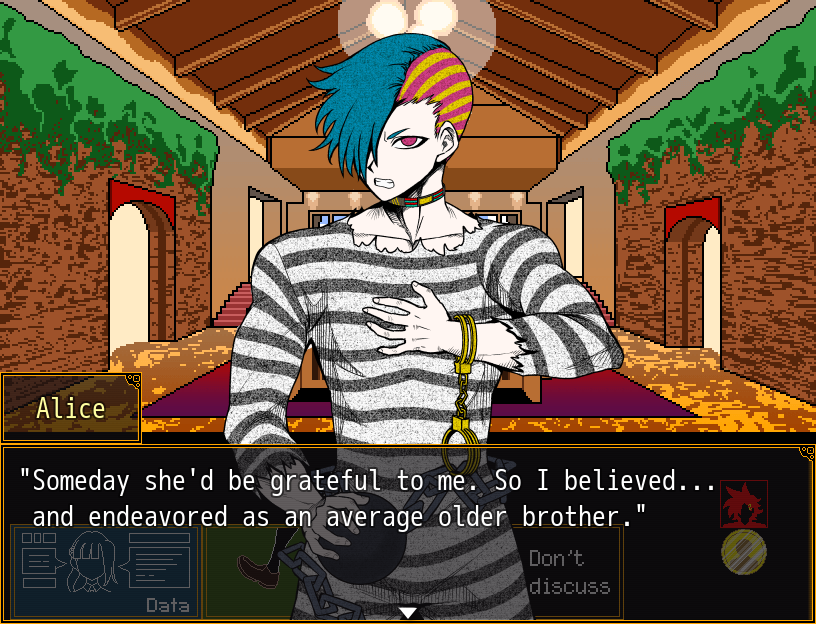 Alice
"Someday she'd be grateful to me. So I believed...
and endeavored as an average older brother."
Data
Don't
discuss